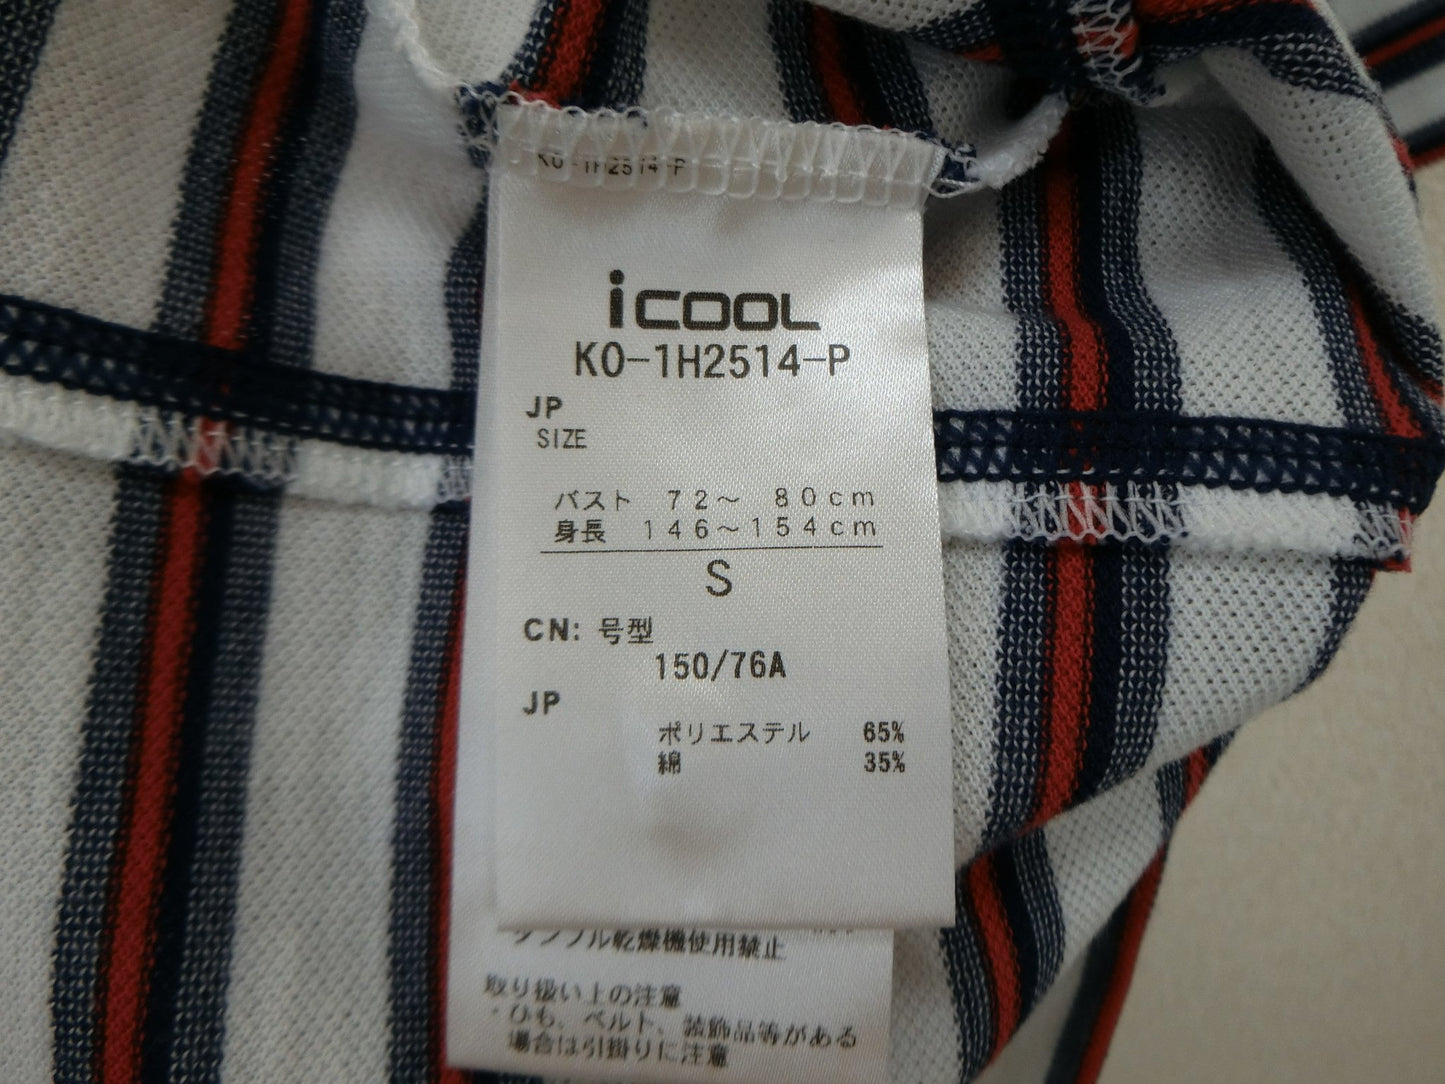 KO-1H2514-P
iCOOL
KO-1H2514-P
JP
SIZE
バスト 72～ 80cm
身長 146～154cm
S
CN: 号型
150/76A
JP
ポリエステル 65%
綿 35%
タンブル乾燥機使用禁止
取り扱い上の注意
・ひも、ベルト、装飾品等がある
場合は引掛りに注意